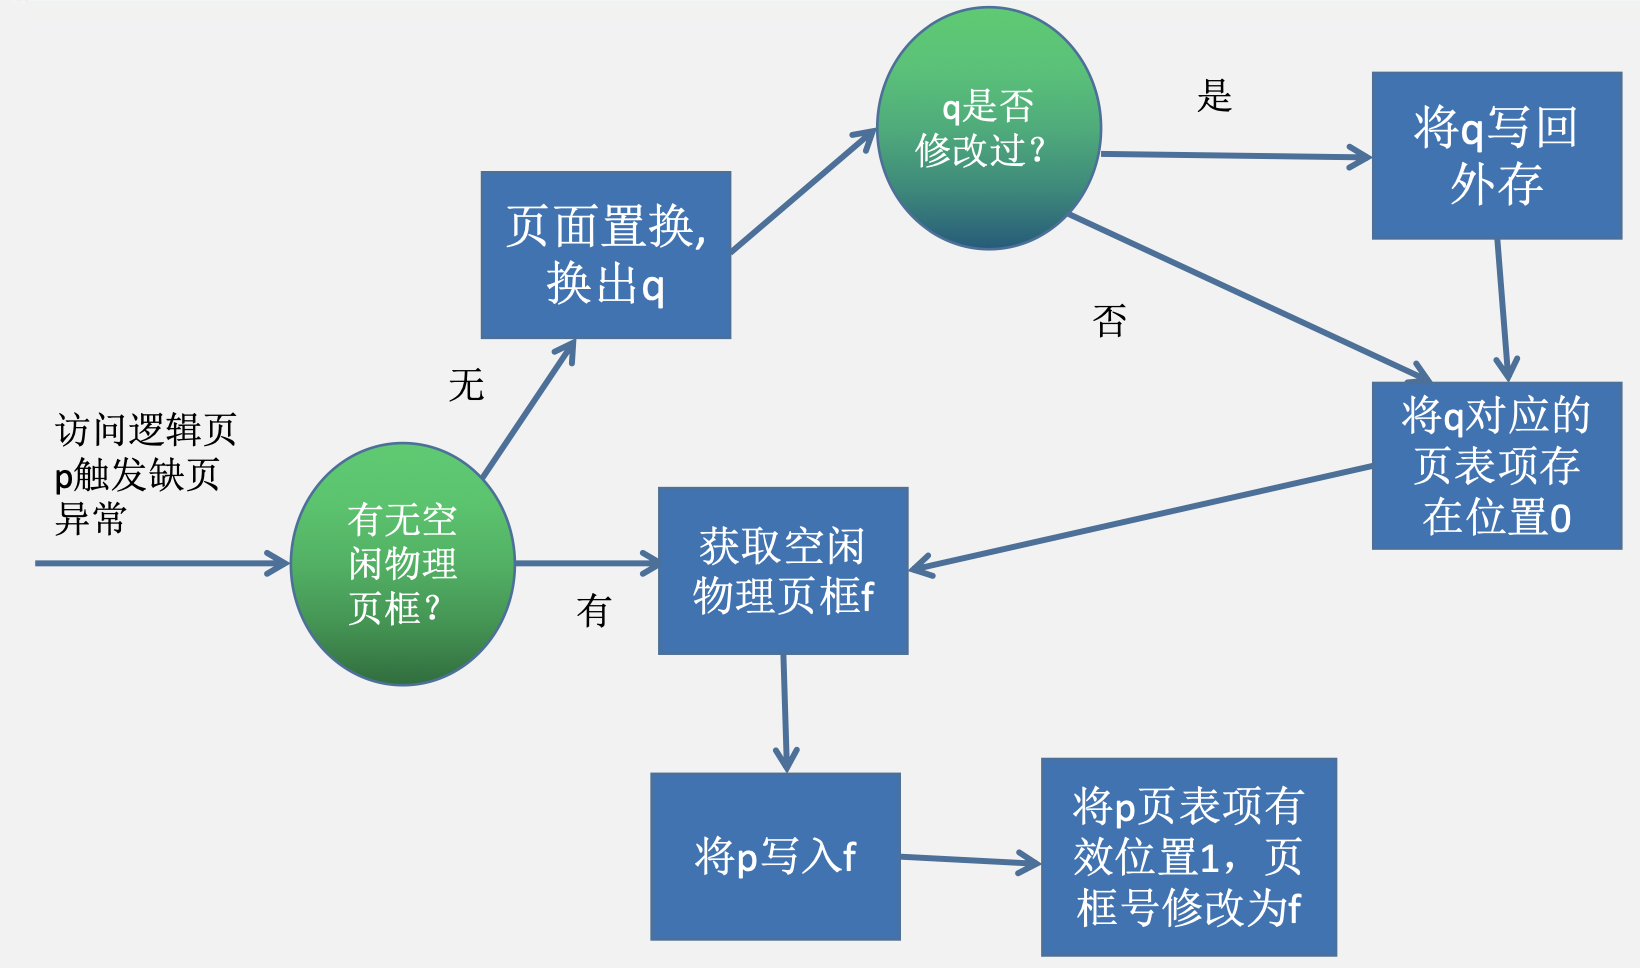 访问逻辑页
p触发缺页
异常
有无空
闲物理
页框？
无
有
页面置换,
换出q
q是否
修改过？
是
否
将q写回
外存
将q对应的
页表项存
在位置0
获取空闲
物理页框f
将p写入f
将p页表项有
效位置1，页
框号修改为f